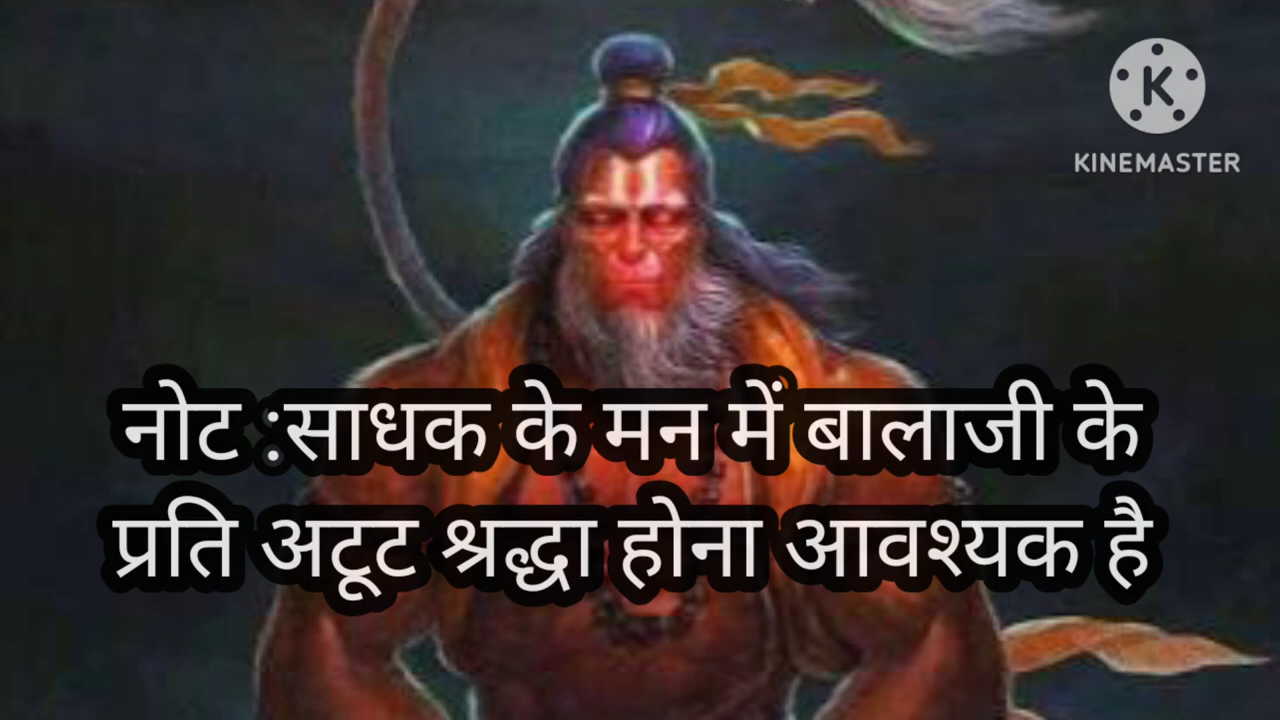 KINEMASTER
नोट :साधक के मन में बालाजी के
प्रति अटूट श्रद्धा होना आवश्यक है